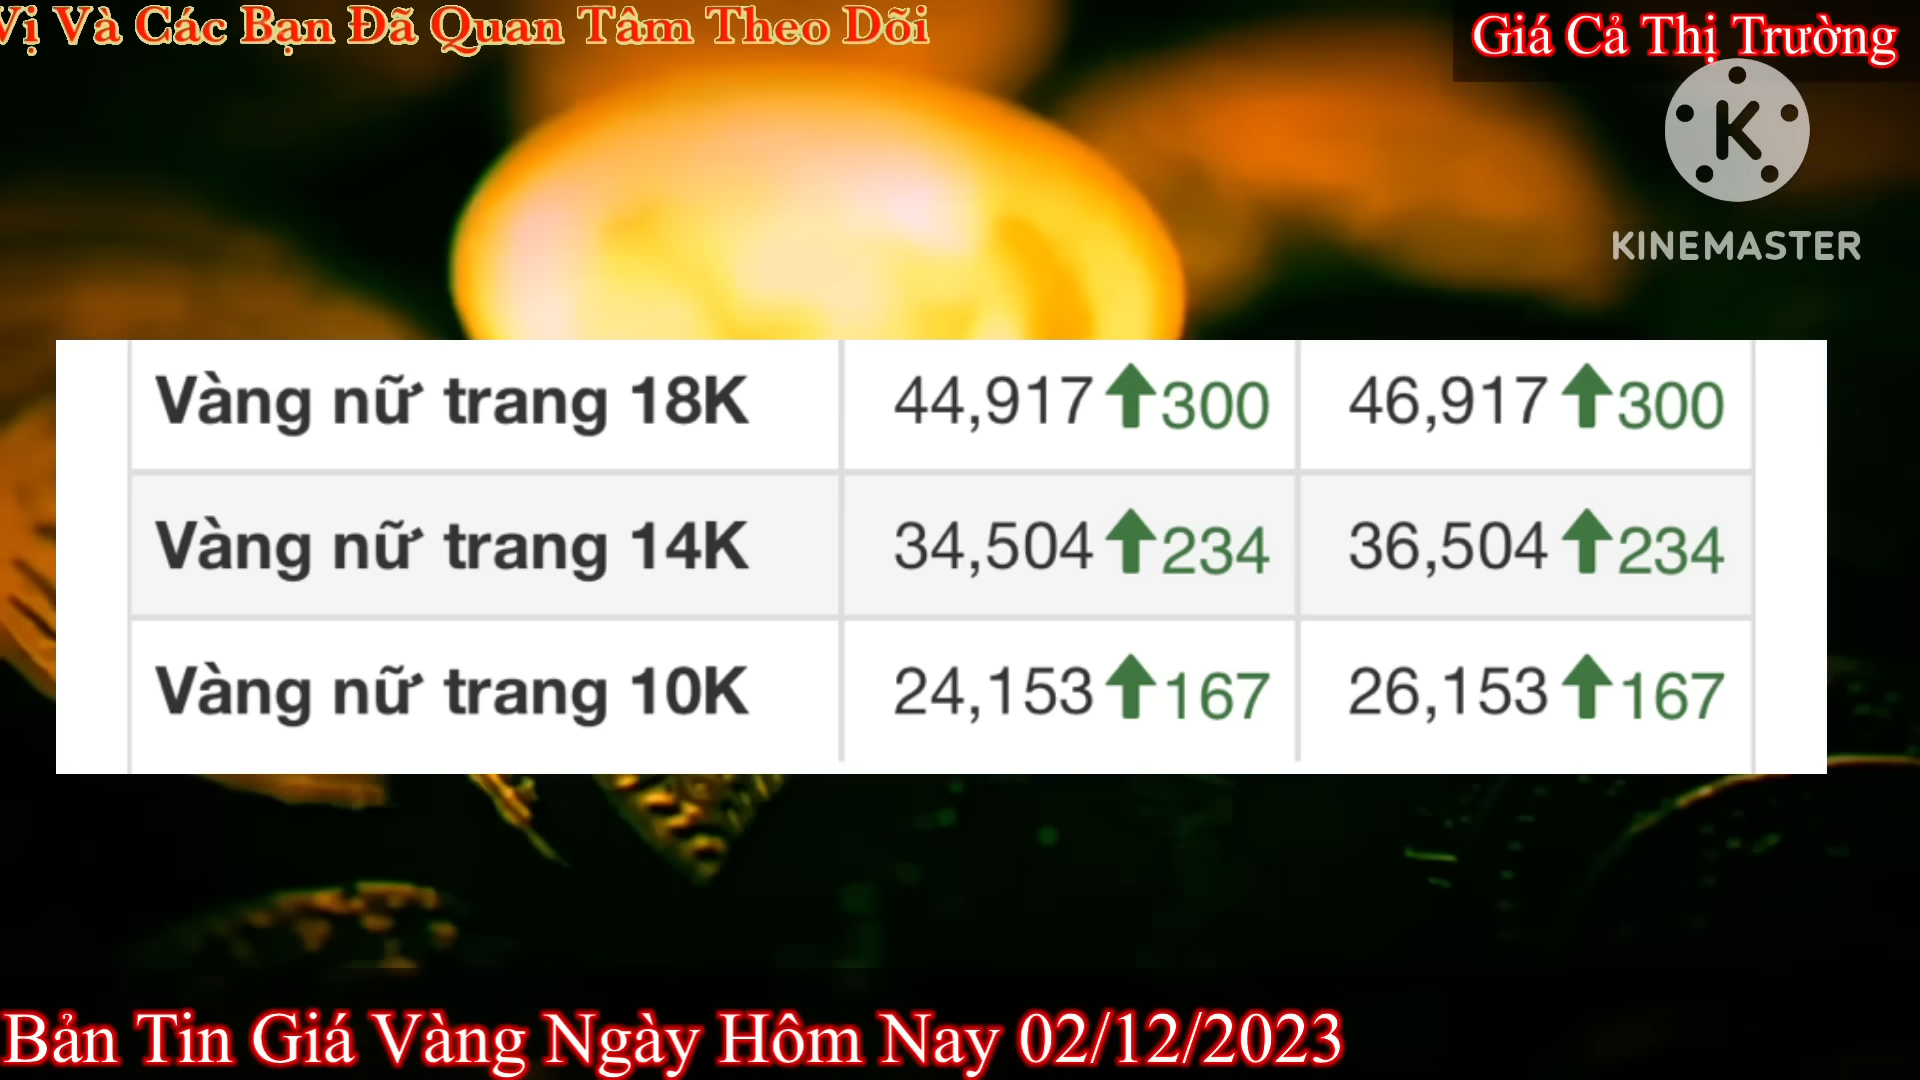 Vị Và Các Bạn Đã Quan Tâm Theo Dõi
Giá Cả Thị Trường
KINEMASTER
Vàng nữ trang 18K 44,917 300 46,917 300
Vàng nữ trang 14K 34,504 234 36,504 234
Vàng nữ trang 10K 24,153 167 26,153 167
Bản Tin Giá Vàng Ngày Hôm Nay 02/12/2023